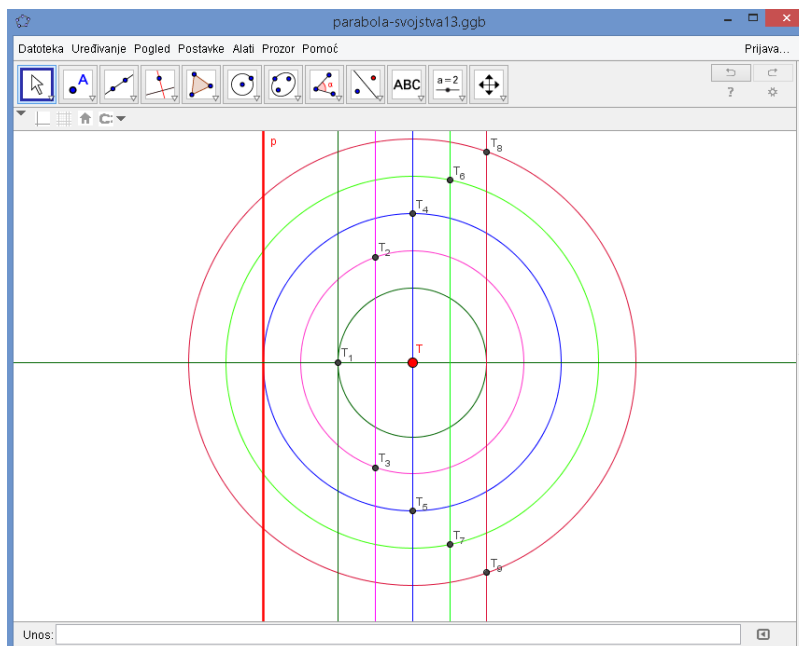 parabola-svojstva13.ggb
Datoteka Uređivanje Pogled Postavke Alati Prozor Pomoć Prijava...
A α ABC a=2
?
p
T8
T6
T4
T2
T1 T
T3
T5
T7
T9
Unos: